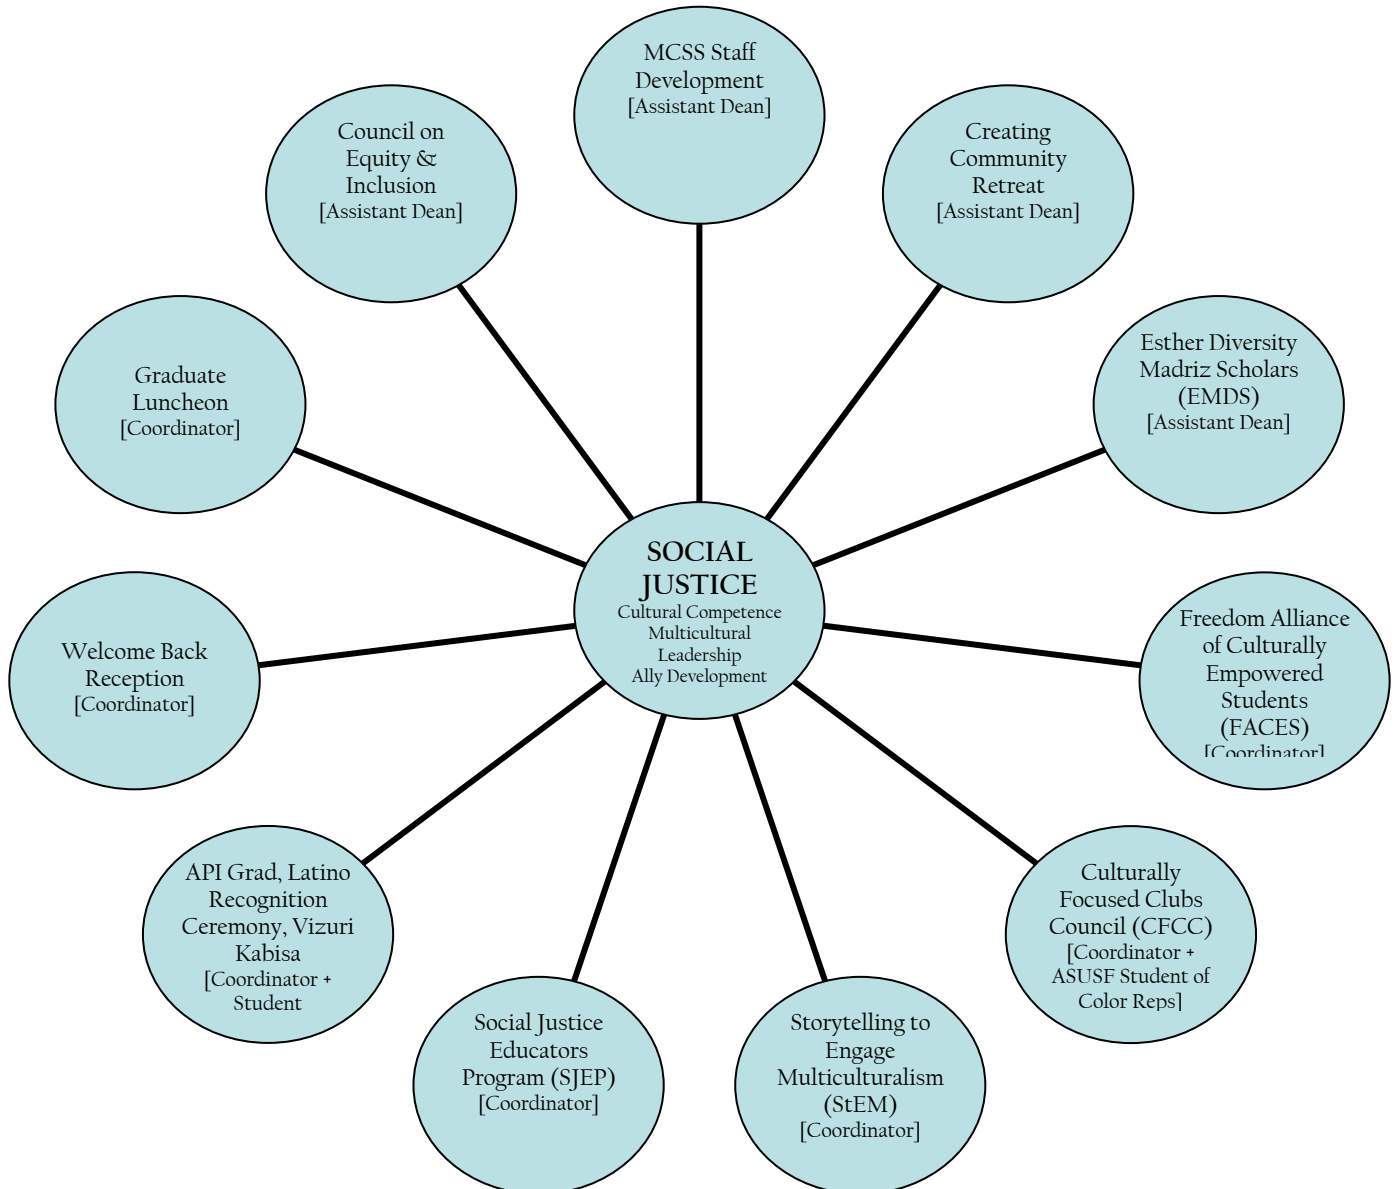 MCSS Staff
Development
[Assistant Dean]
Creating
Community
Retreat
[Assistant Dean]
Esther Diversity
Madriz Scholars
(EMDS)
[Assistant Dean]
Freedom Alliance
of Culturally
Empowered
Students
(FACES)
[Coordinator]
Culturally
Focused Clubs
Council (CFCC)
[Coordinator +
ASUSF Student of
Color Reps]
Storytelling to
Engage
Multiculturalism
(StEM)
[Coordinator]
Social Justice
Educators
Program (SJEP)
[Coordinator]
API Grad, Latino
Recognition
Ceremony, Vizuri
Kabisa
[Coordinator +
Student
Welcome Back
Reception
[Coordinator]
Graduate
Luncheon
[Coordinator]
Council on
Equity &
Inclusion
[Assistant Dean]
SOCIAL
JUSTICE
Cultural Competence
Multicultural
Leadership
Ally Development